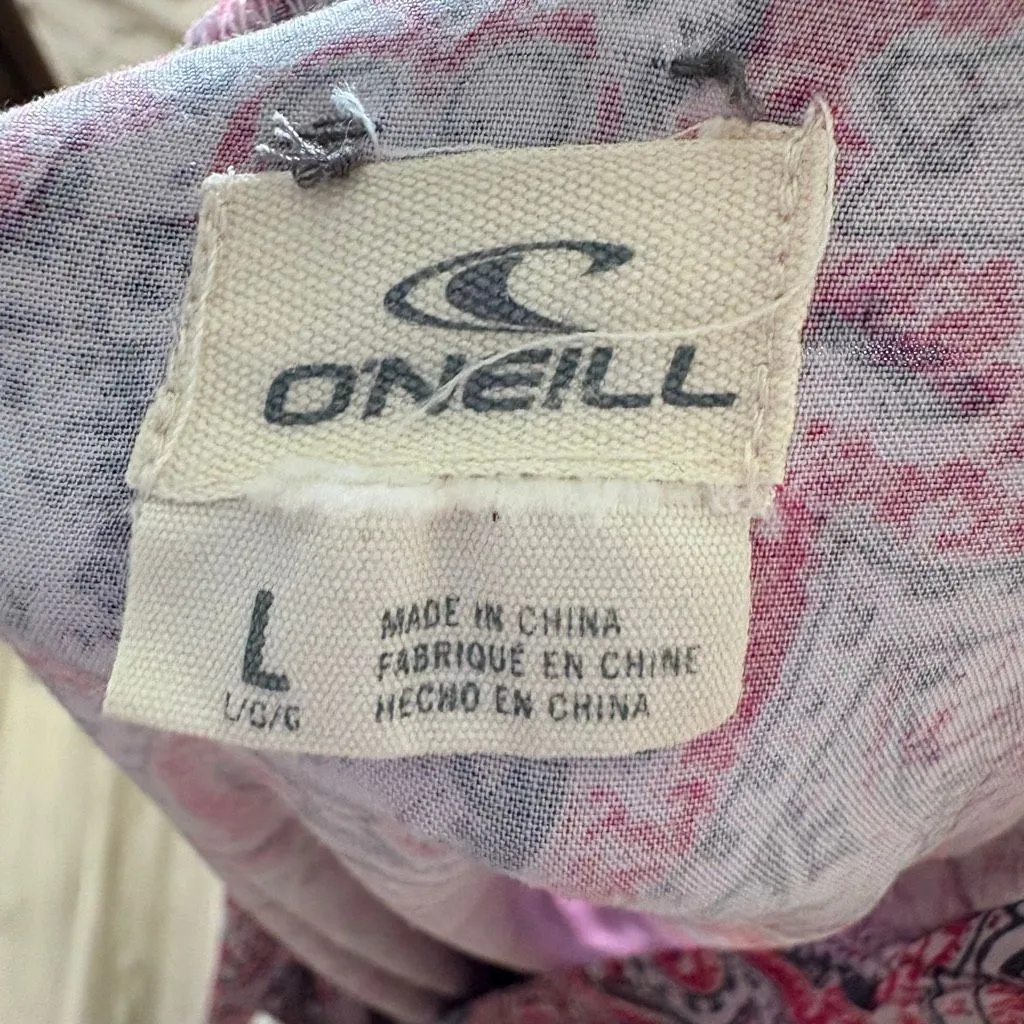 O'NEILL
L
L/G/G
MADE IN CHINA
FABRIQUÉ EN CHINE
HECHO EN CHINA